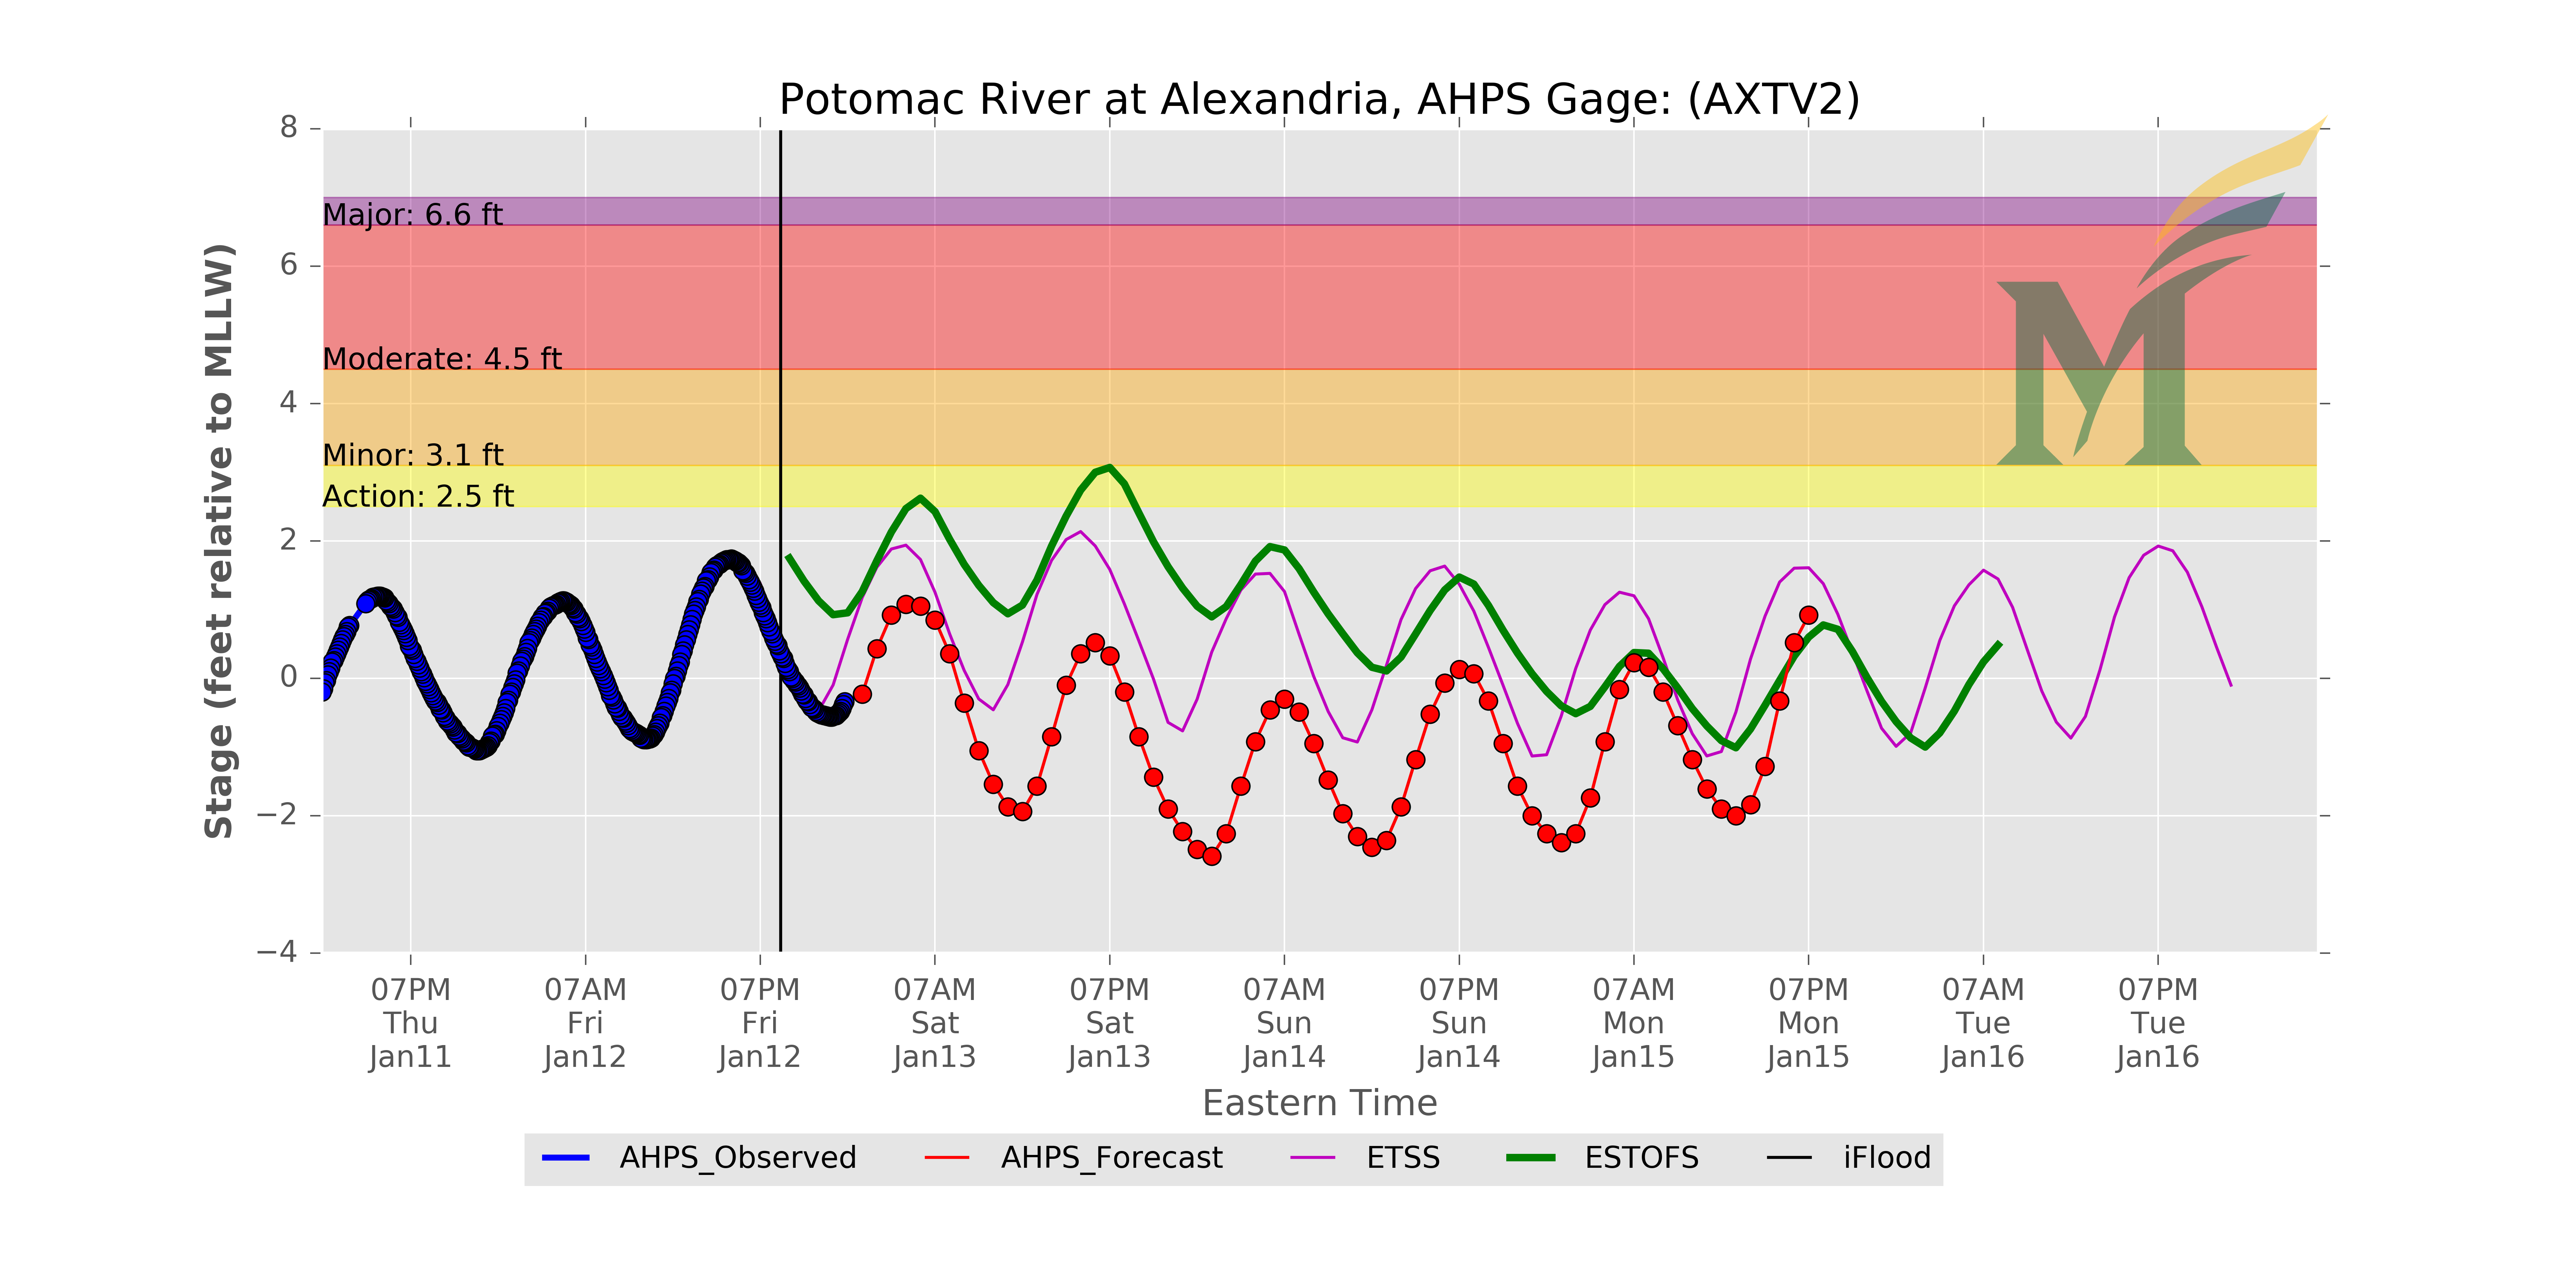 Potomac River at Alexandria, AHPS Gage: (AXTV2)
Stage (feet relative to MLLW)
8
6
4
2
0
−2
−4
Major: 6.6 ft
Moderate: 4.5 ft
Minor: 3.1 ft
Action: 2.5 ft
07PM 07AM 07PM 07AM 07PM 07AM 07PM 07AM 07PM 07AM 07PM
Thu Fri Fri Sat Sat Sun Sun Mon Mon Tue Tue
Jan11 Jan12 Jan12 Jan13 Jan13 Jan14 Jan14 Jan15 Jan15 Jan16 Jan16
Eastern Time
AHPS_Observed AHPS_Forecast ETSS ESTOFS iFlood